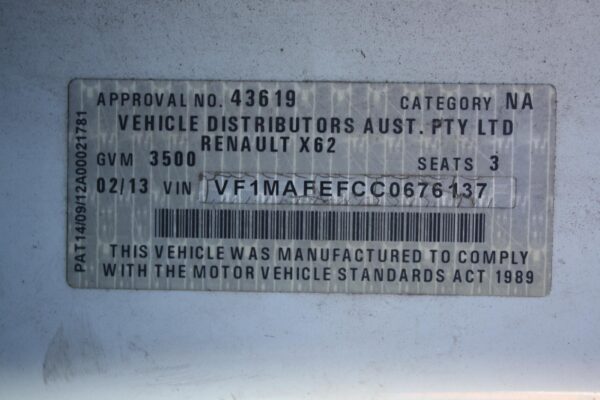 APPROVAL NO. 43619 CATEGORY NA
VEHICLE DISTRIBUTORS AUST. PTY LTD
RENAULT X62
GVM 3500 SEATS 3
02/13 VIN VF1MAFEFCC0676137
THIS VEHICLE WAS MANUFACTURED TO COMPLY
WITH THE MOTOR VEHICLE STANDARDS ACT 1989
PAT14/09/12A00021781